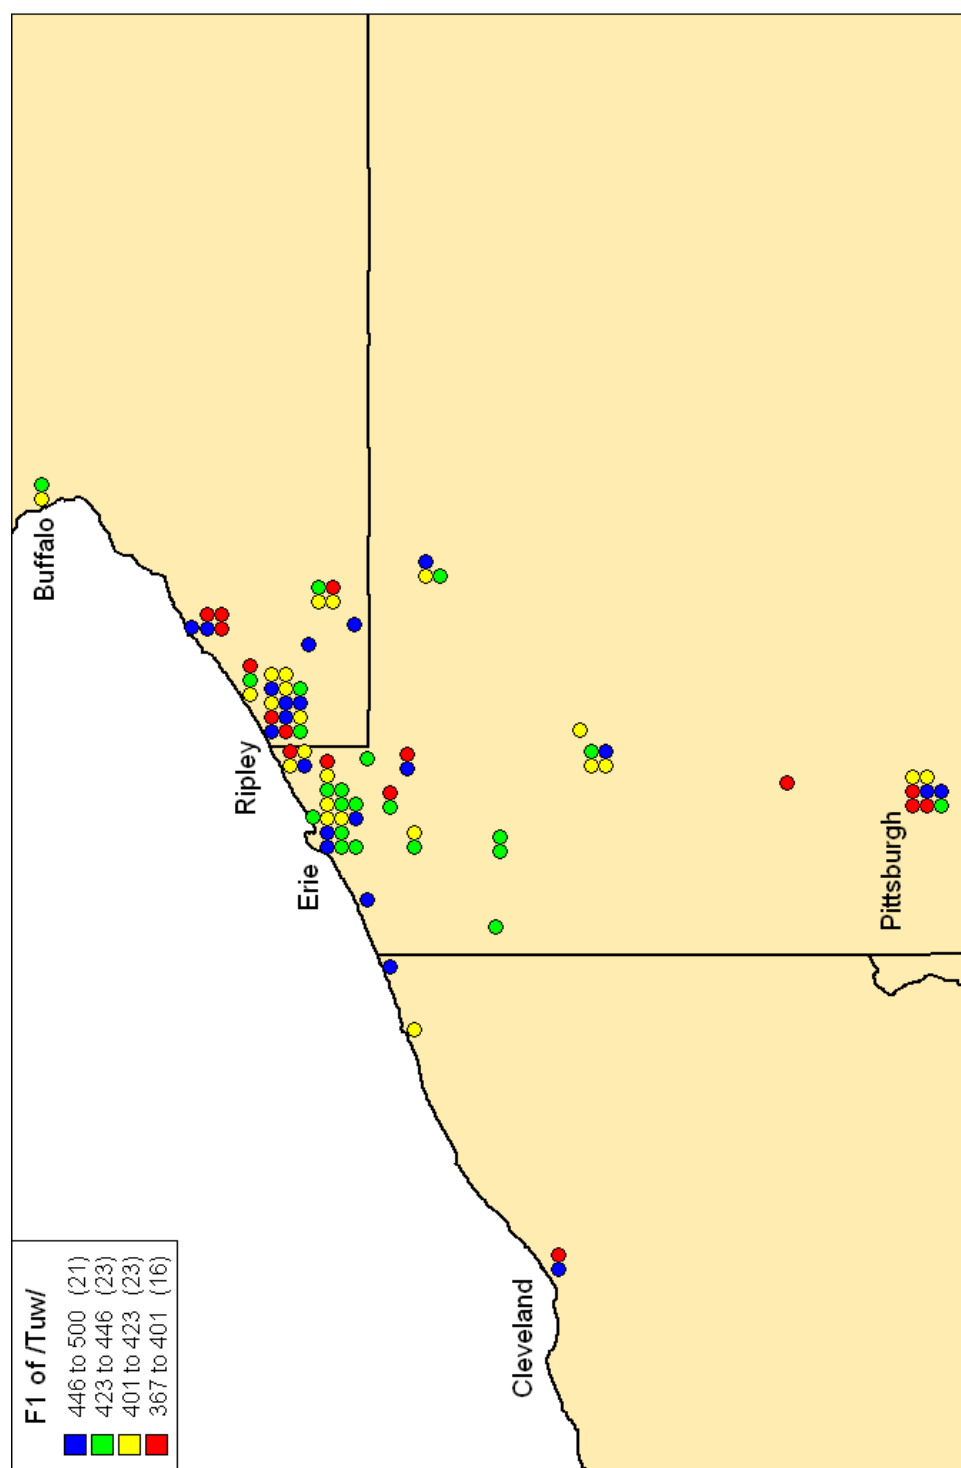 F1 of /Tuw/
446 to 500 (21)
423 to 446 (23)
401 to 423 (23)
367 to 401 (16)
Buffalo
Ripley
Erie
Cleveland
Pittsburgh